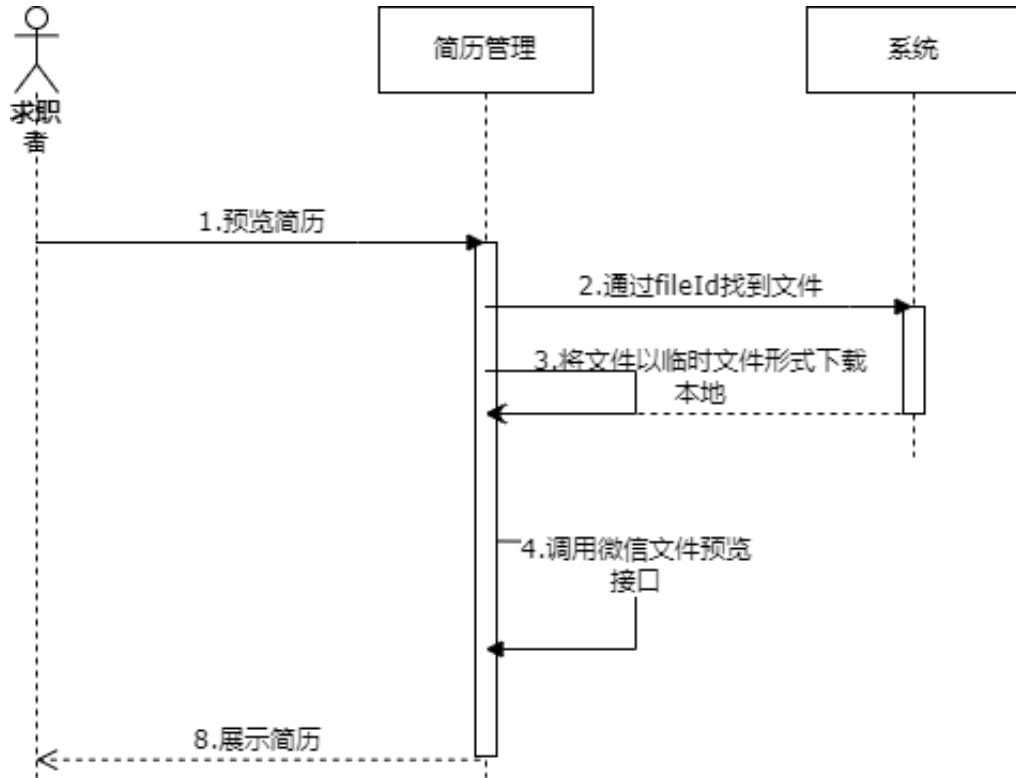 简历管理
系统
求职
者
1.预览简历
2.通过fileId找到文件
3.将文件以临时文件形式下载
本地
4.调用微信文件预览
接口
8.展示简历